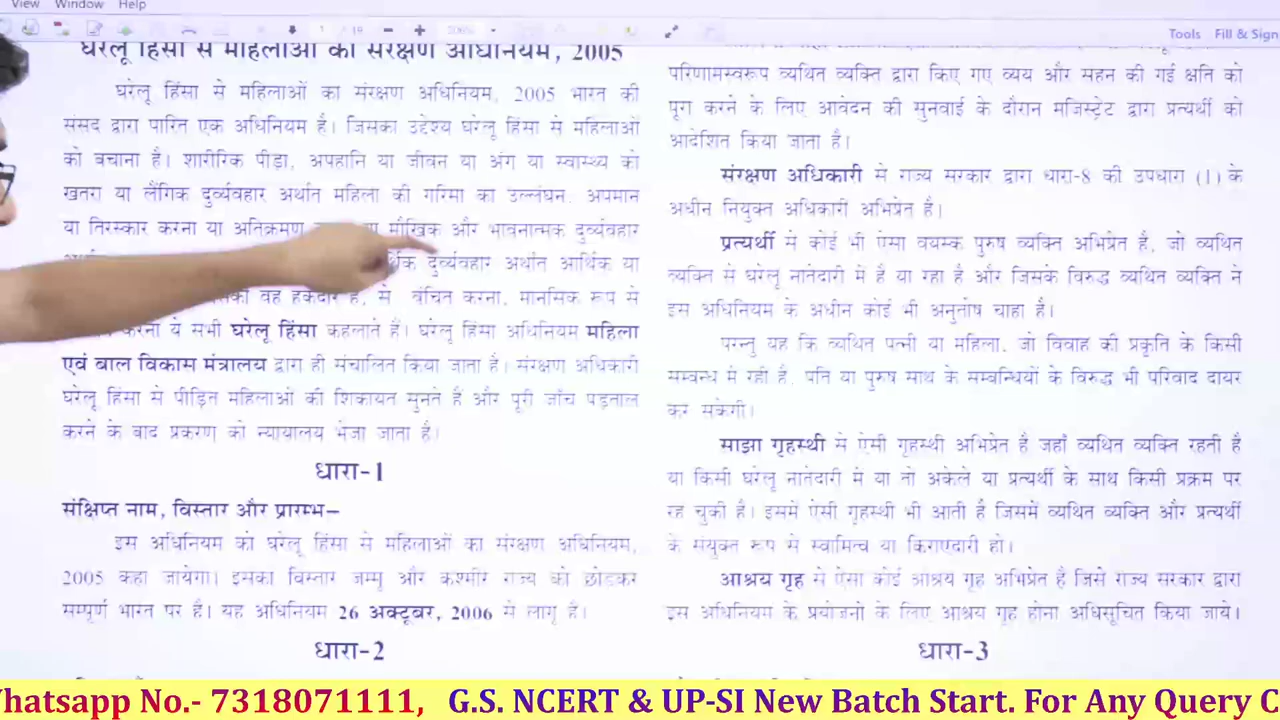 View Window Help
1 / 19
200%
Tools Fill & Sign
घरेलू हिंसा से महिलाओं का संरक्षण अधिनियम, 2005
घरेलू हिंसा से महिलाओं का संरक्षण अधिनियम, 2005 भारत की
संसद द्वारा पारित एक अधिनियम है। जिसका उद्देश्य घरेलू हिंसा से महिलाओं
को बचाना है। शारीरिक पीड़ा, अपहानि या जीवन या अंग या स्वास्थ्य को
खतरा या लैंगिक दुर्व्यवहार अर्थात महिला की गरिमा का उल्लंघन, अपमान
या तिरस्कार करना या अतिक्रमण मौखिक और भावनात्मक दुर्व्यवहार
दुर्व्यवहार अर्थात आर्थिक या
वह हकदार है, से वंचित करना, मानसिक रूप से
करना ये सभी घरेलू हिंसा कहलाते हैं। घरेलू हिंसा अधिनियम महिला
एवं बाल विकास मंत्रालय द्वारा ही संचालित किया जाता है। संरक्षण अधिकारी
घरेलू हिंसा से पीड़ित महिलाओं की शिकायत सुनते हैं और पूरी जाँच पड़ताल
करने के बाद प्रकरण को न्यायालय भेजा जाता है।
धारा-1
संक्षिप्त नाम, विस्तार और प्रारम्भ–
इस अधिनियम को घरेलू हिंसा से महिलाओं का संरक्षण अधिनियम,
2005 कहा जायेगा। इसका विस्तार जम्मू और कश्मीर राज्य को छोड़कर
सम्पूर्ण भारत पर है। यह अधिनियम 26 अक्टूबर, 2006 से लागू है।
धारा-2
परिणामस्वरूप व्यथित व्यक्ति द्वारा किए गए व्यय और सहन की गई क्षति को
पूरा करने के लिए आवेदन की सुनवाई के दौरान मजिस्ट्रेट द्वारा प्रत्यर्थी को
आदेशित किया जाता है।
संरक्षण अधिकारी से राज्य सरकार द्वारा धारा-8 की उपधारा (1) के
अधीन नियुक्त अधिकारी अभिप्रेत है।
प्रत्यर्थी से कोई भी ऐसा वयस्क पुरुष व्यक्ति अभिप्रेत है, जो व्यथित
व्यक्ति से घरेलू नातेदारी में है या रहा है और जिसके विरुद्ध व्यथित व्यक्ति ने
इस अधिनियम के अधीन कोई भी अनुतोष चाहा है।
परन्तु यह कि व्यथित पत्नी या महिला, जो विवाह की प्रकृति के किसी
सम्बन्ध में रही है, पति या पुरुष साथ के सम्बन्धियों के विरुद्ध भी परिवाद दायर
कर सकेगी।
साझा गृहस्थी से ऐसी गृहस्थी अभिप्रेत है जहाँ व्यथित व्यक्ति रहती है
या किसी घरेलू नातेदारी में या तो अकेले या प्रत्यर्थी के साथ किसी प्रक्रम पर
रह चुकी है। इसमें ऐसी गृहस्थी भी आती है जिसमें व्यथित व्यक्ति और प्रत्यर्थी
के संयुक्त रूप से स्वामित्व या किराएदारी हो।
आश्रय गृह से ऐसा कोई आश्रय गृह अभिप्रेत है जिसे राज्य सरकार द्वारा
इस अधिनियम के प्रयोजनों के लिए आश्रय गृह होना अधिसूचित किया जाये।
धारा-3
Whatsapp No.- 7318071111, G.S. NCERT & UP-SI New Batch Start. For Any Query C